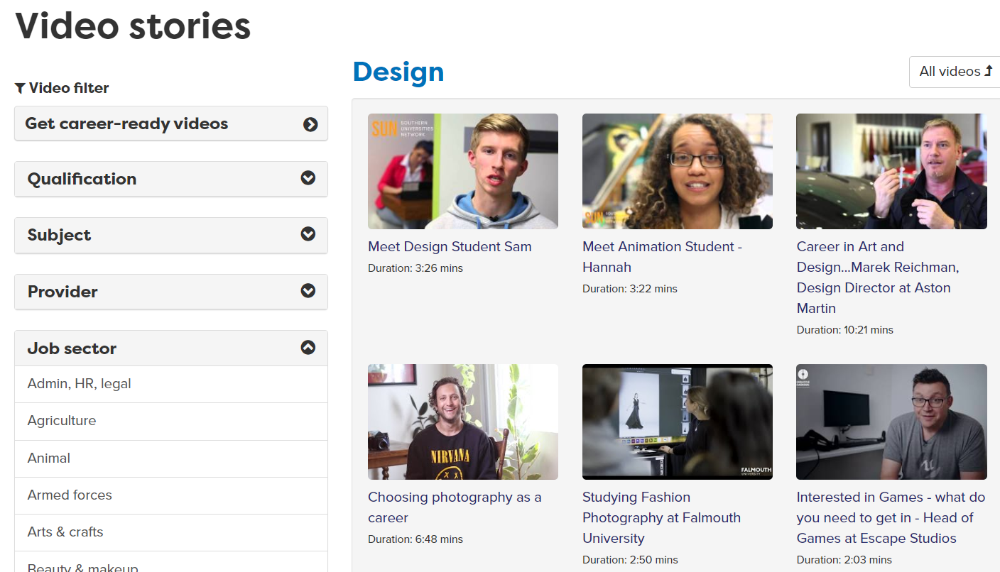 Video stories
Video filter
Get career-ready videos
Qualification
Subject
Provider
Job sector
Admin, HR, legal
Agriculture
Animal
Armed forces
Arts & crafts
Beauty & makeup
Design
All videos
SUN
SOUTHERN
UNIVERSITIES
NETWORK
Meet Design Student Sam
Duration: 3:26 mins
SUN
SOUTHERN
UNIVERSITIES
NETWORK
Meet Animation Student -
Hannah
Duration: 3:22 mins
Career in Art and
Design...Marek Reichman,
Design Director at Aston
Martin
Duration: 10:21 mins
NIRVANA
Choosing photography as a
career
Duration: 6:48 mins
FALMOUTH
UNIVERSITY
Studying Fashion
Photography at Falmouth
University
Duration: 2:50 mins
Interested in Games - what do
you need to get in - Head of
Games at Escape Studios
Duration: 2:03 mins